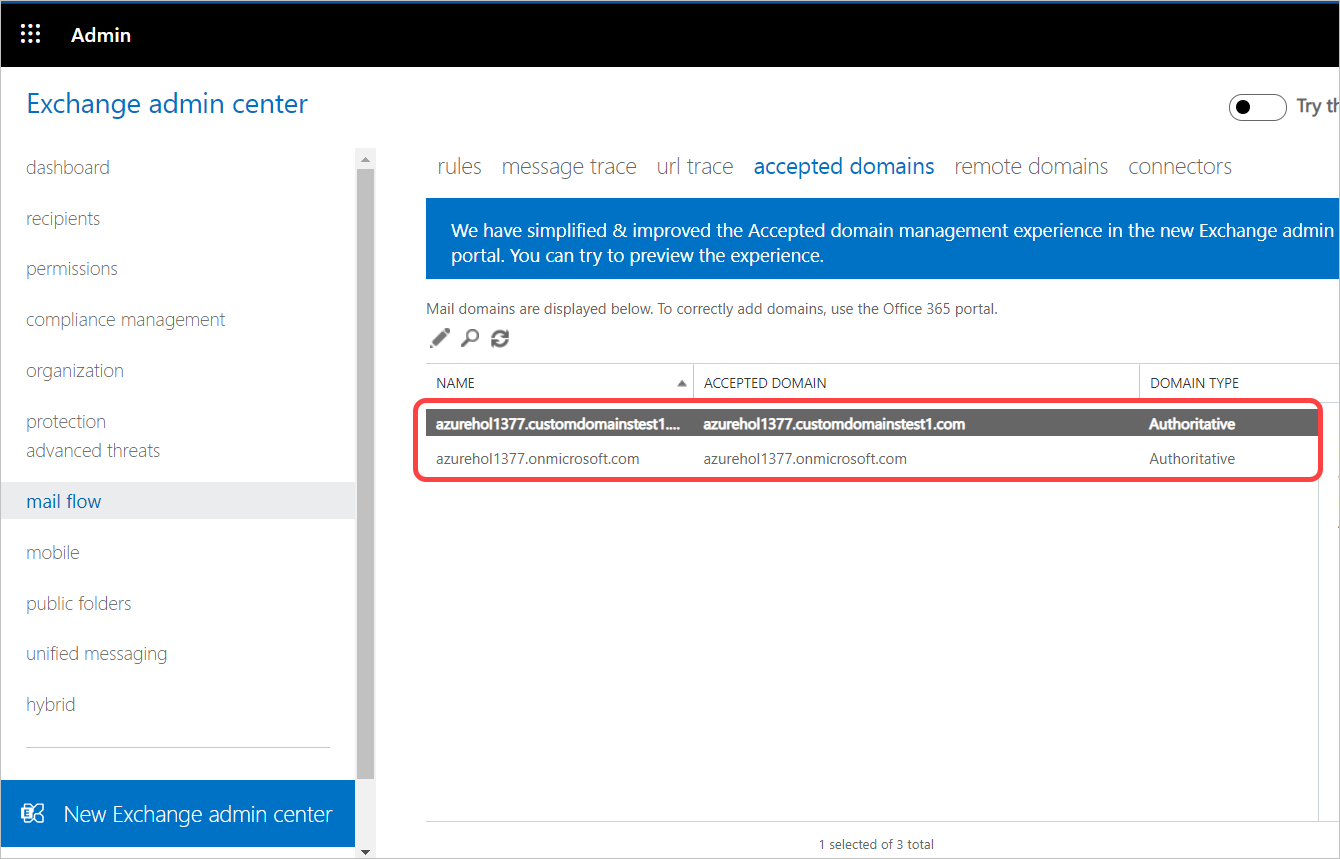 Admin
Exchange admin center
Try th
dashboard
recipients
permissions
compliance management
organization
protection
advanced threats
mail flow
mobile
public folders
unified messaging
hybrid
New Exchange admin center
rules message trace url trace accepted domains remote domains connectors
We have simplified & improved the Accepted domain management experience in the new Exchange admin
portal. You can try to preview the experience.
Mail domains are displayed below. To correctly add domains, use the Office 365 portal.
NAME ACCEPTED DOMAIN DOMAIN TYPE
azurehol1377.customdomainstest1.... azurehol1377.customdomainstest1.com Authoritative
azurehol1377.onmicrosoft.com azurehol1377.onmicrosoft.com Authoritative
1 selected of 3 total